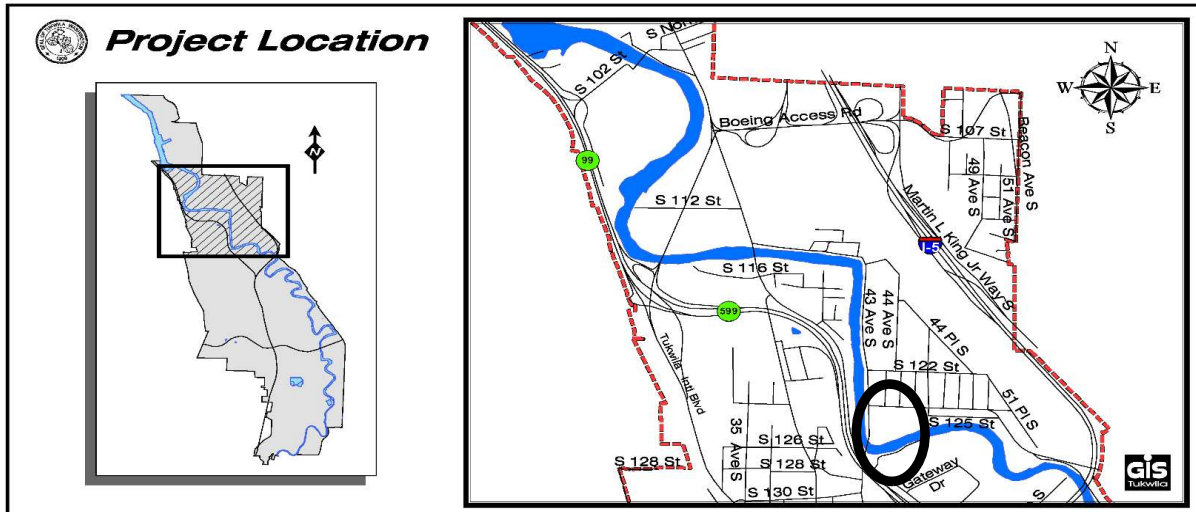 Project Location
N
W E
S
N
S 102 St
S Nor
Boeing Access Rd
S 107 St
Beacon Ave S
49 Ave S
51 Ave S
99
S 112 St
Martin L King Jr Way S
I-5
S 116 St
43 Ave S
44 Ave S
599
44 Pl S
Tukwila Intl Blvd
S 122 St
51 Pl S
35 Ave S
S 125 St
S 126 St
S 128 St
S 128 St
Gateway
Dr
S 130 St
S
GIS
Tukwila